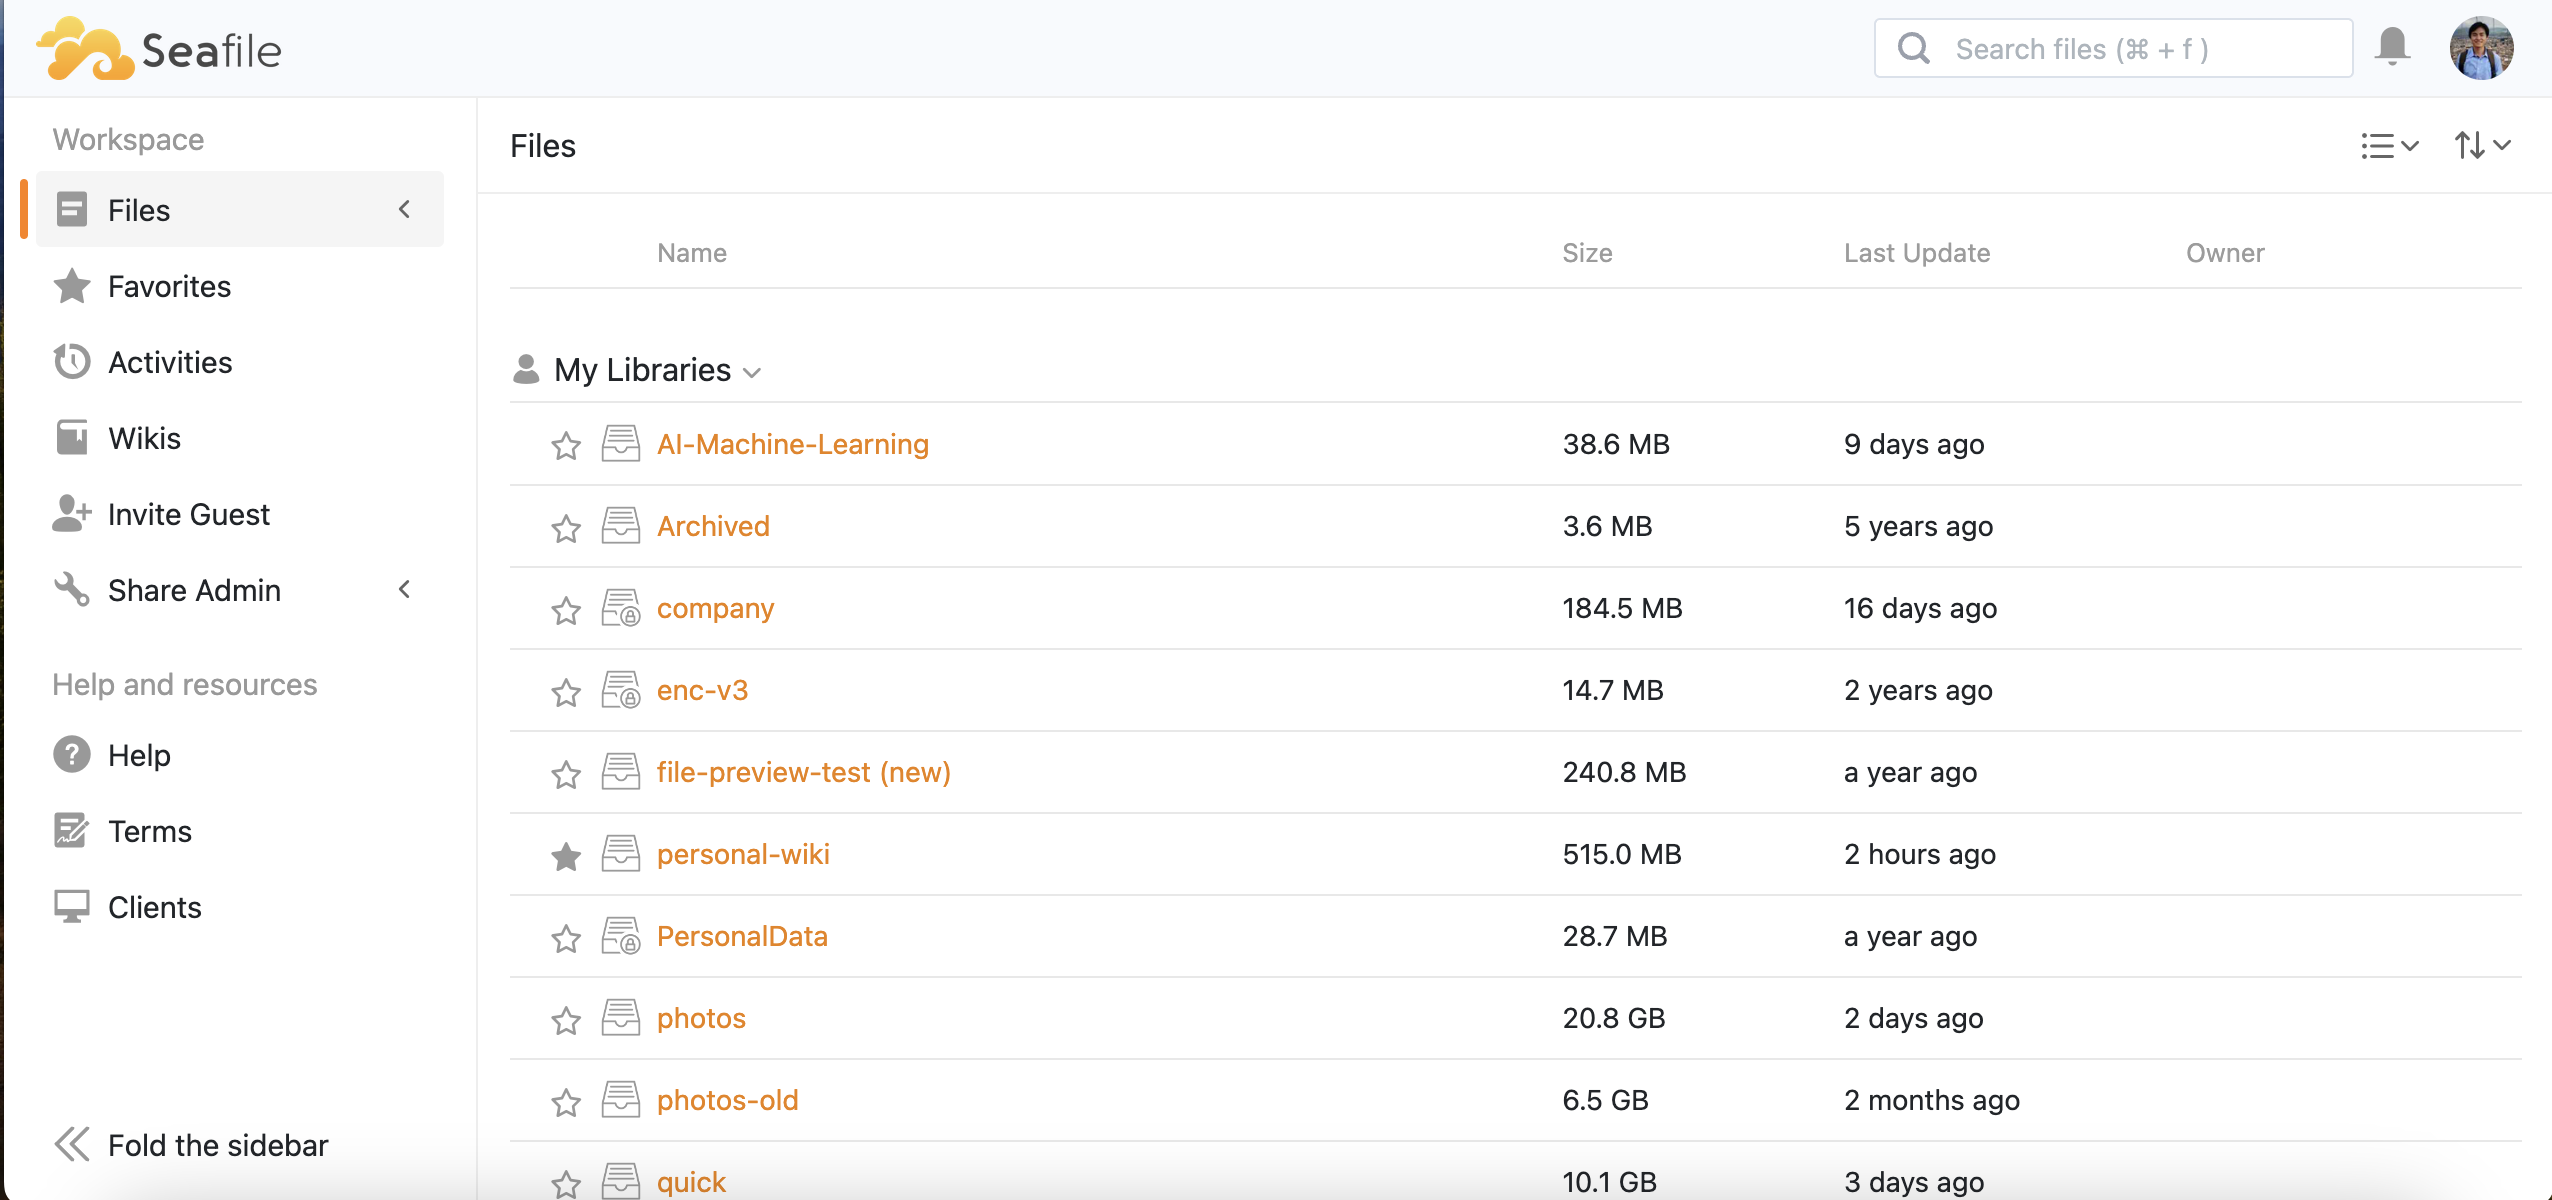 Seafile
Search files (⌘ + f )
Workspace
Files
Favorites
Activities
Wikis
Invite Guest
Share Admin
Help and resources
Help
Terms
Clients
Fold the sidebar
Files
Name Size Last Update Owner
My Libraries
AI-Machine-Learning 38.6 MB 9 days ago
Archived 3.6 MB 5 years ago
company 184.5 MB 16 days ago
enc-v3 14.7 MB 2 years ago
file-preview-test (new) 240.8 MB a year ago
personal-wiki 515.0 MB 2 hours ago
PersonalData 28.7 MB a year ago
photos 20.8 GB 2 days ago
photos-old 6.5 GB 2 months ago
quick 10.1 GB 3 days ago